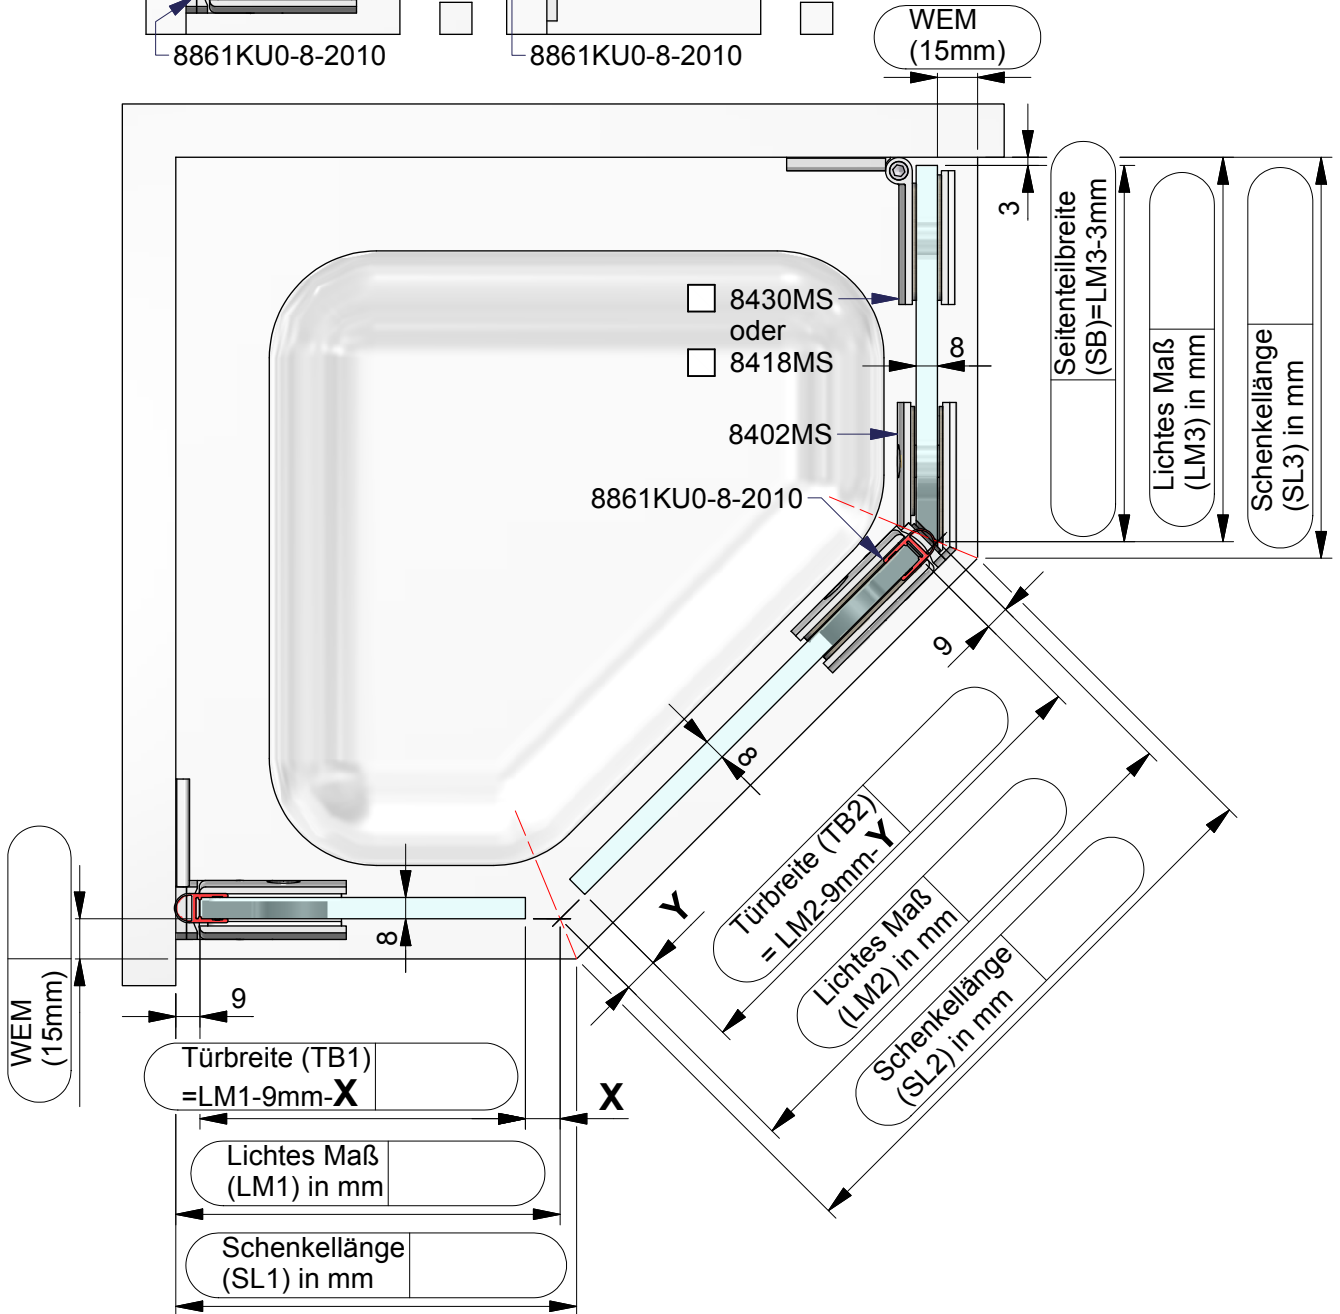 8861KU0-8-2010
8861KU0-8-2010
WEM
(15mm)
3
Seitenteilbreite
(SB)=LM3-3mm
Lichtes Maß
(LM3) in mm
Schenkellänge
(SL3) in mm
8430MS
oder
8418MS
8
8402MS
8861KU0-8-2010
9
8
Türbreite (TB2)
= LM2-9mm-Y
Lichtes Maß
(LM2) in mm
Schenkellänge
(SL2) in mm
Y
8
WEM
(15mm)
9
Türbreite (TB1)
=LM1-9mm-X
X
Lichtes Maß
(LM1) in mm
Schenkellänge
(SL1) in mm